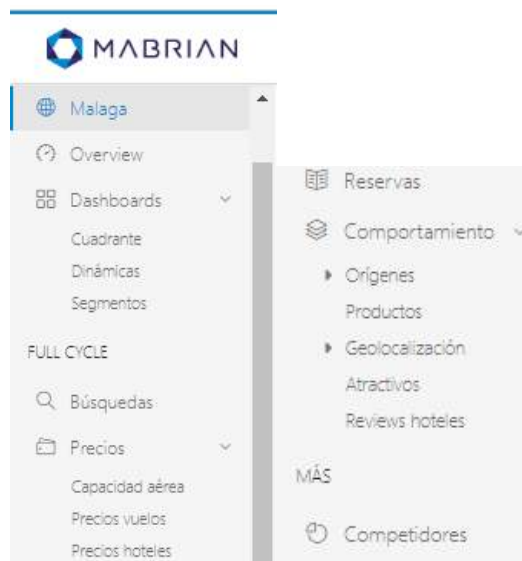 MABRIAN
Malaga
Overview
Dashboards
Cuadrante
Dinámicas
Segmentos
FULL CYCLE
Búsquedas
Precios
Capacidad aérea
Precios vuelos
Precios hoteles
Reservas
Comportamiento
Orígenes
Productos
Geolocalización
Atractivos
Reviews hoteles
MÁS
Competidores